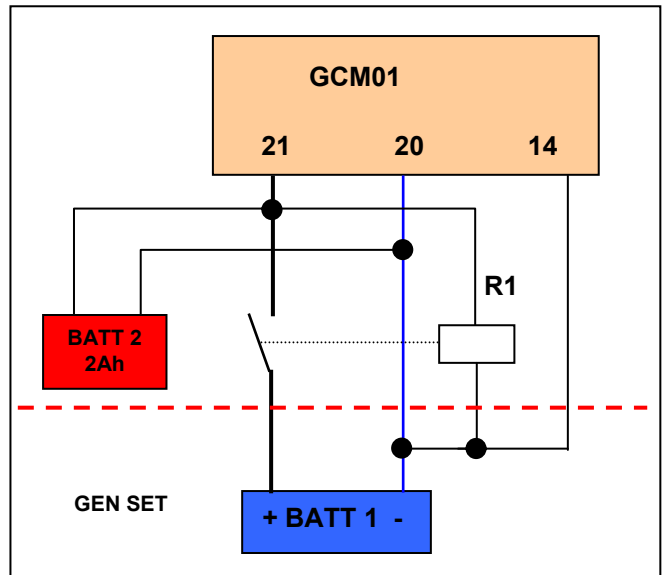 GCM01
21 20 14
R1
BATT 2
2Ah
GEN SET
+ BATT 1 -